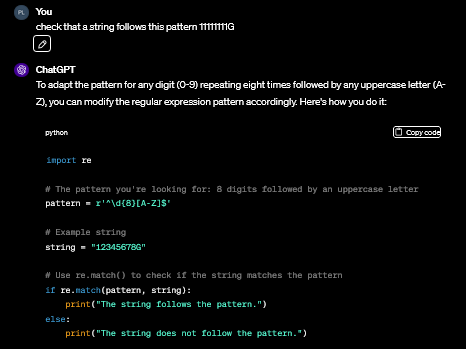 PL
You
check that a string follows this pattern 11111111G
ChatGPT
To adapt the pattern for any digit (0-9) repeating eight times followed by any uppercase letter (A-
Z), you can modify the regular expression pattern accordingly. Here's how you do it:
python
Copy code
import re
# The pattern you're looking for: 8 digits followed by an uppercase letter
pattern = r'^\d{8}[A-Z]$'
# Example string
string = "12345678G"
# Use re.match() to check if the string matches the pattern
if re.match(pattern, string):
    print("The string follows the pattern.")
else:
    print("The string does not follow the pattern.")